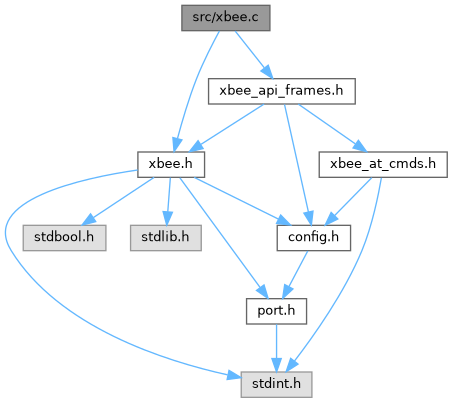 src/xbee.c
xbee_api_frames.h
xbee.h
xbee_at_cmds.h
stdbool.h
stdlib.h
config.h
port.h
stdint.h